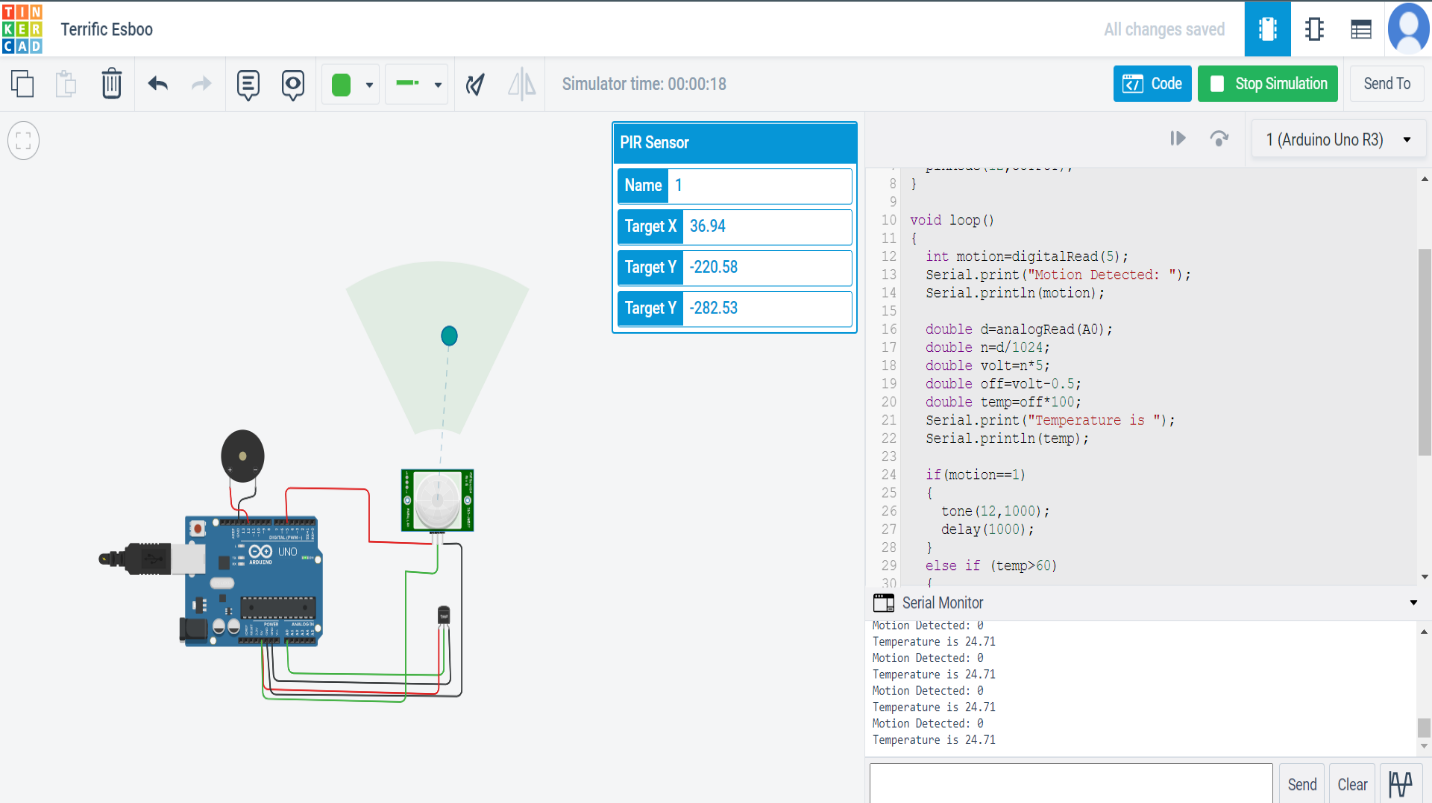 TIN
KER
CAD
Terrific Esboo
All changes saved
Simulator time: 00:00:18
Code
Stop Simulation
Send To
1 (Arduino Uno R3)
PIR Sensor
Name 1
Target X 36.94
Target Y -220.58
Target Y -282.53
8 }
9
10 void loop()
11 {
12 int motion=digitalRead(5);
13 Serial.print("Motion Detected: ");
14 Serial.println(motion);
15
16 double d=analogRead(A0);
17 double n=d/1024;
18 double volt=n*5;
19 double off=volt-0.5;
20 double temp=off*100;
21 Serial.print("Temperature is ");
22 Serial.println(temp);
23
24 if(motion==1)
25 {
26 tone(12,1000);
27 delay(1000);
28 }
29 else if (temp>60)
30 {
UNO
ARDUINO
DIGITAL (PWM~)
POWER
ANALOG IN
Serial Monitor
Motion Detected: 0
Temperature is 24.71
Motion Detected: 0
Temperature is 24.71
Motion Detected: 0
Temperature is 24.71
Motion Detected: 0
Temperature is 24.71
Send
Clear